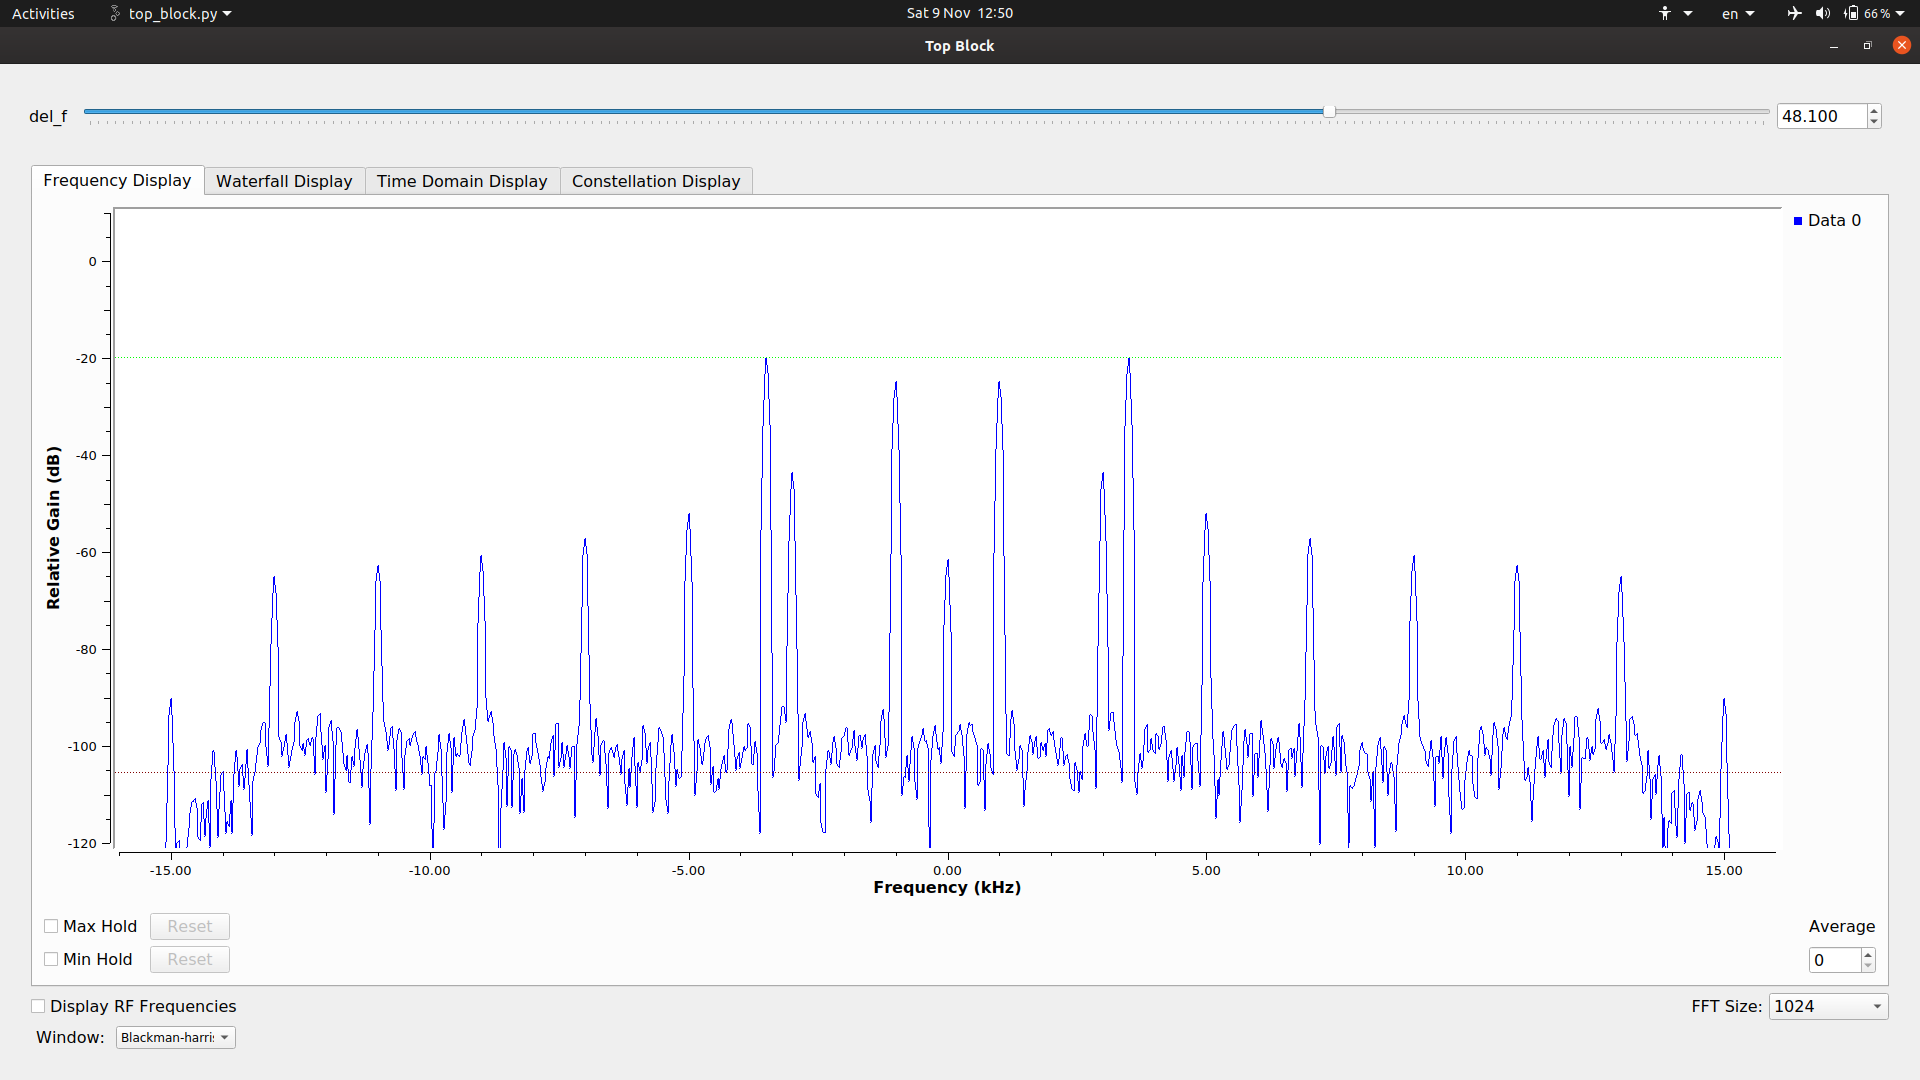 Activities top_block.py Sat 9 Nov 12:50 en 66 %
Top Block
del_f 48.100
Frequency Display Waterfall Display Time Domain Display Constellation Display
Data 0
0
-20
-40
-60
-80
-100
-120
Relative Gain (dB)
-15.00 -10.00 -5.00 0.00 5.00 10.00 15.00
Frequency (kHz)
Max Hold Reset Average
Min Hold Reset 0
Display RF Frequencies FFT Size: 1024
Window: Blackman-harris